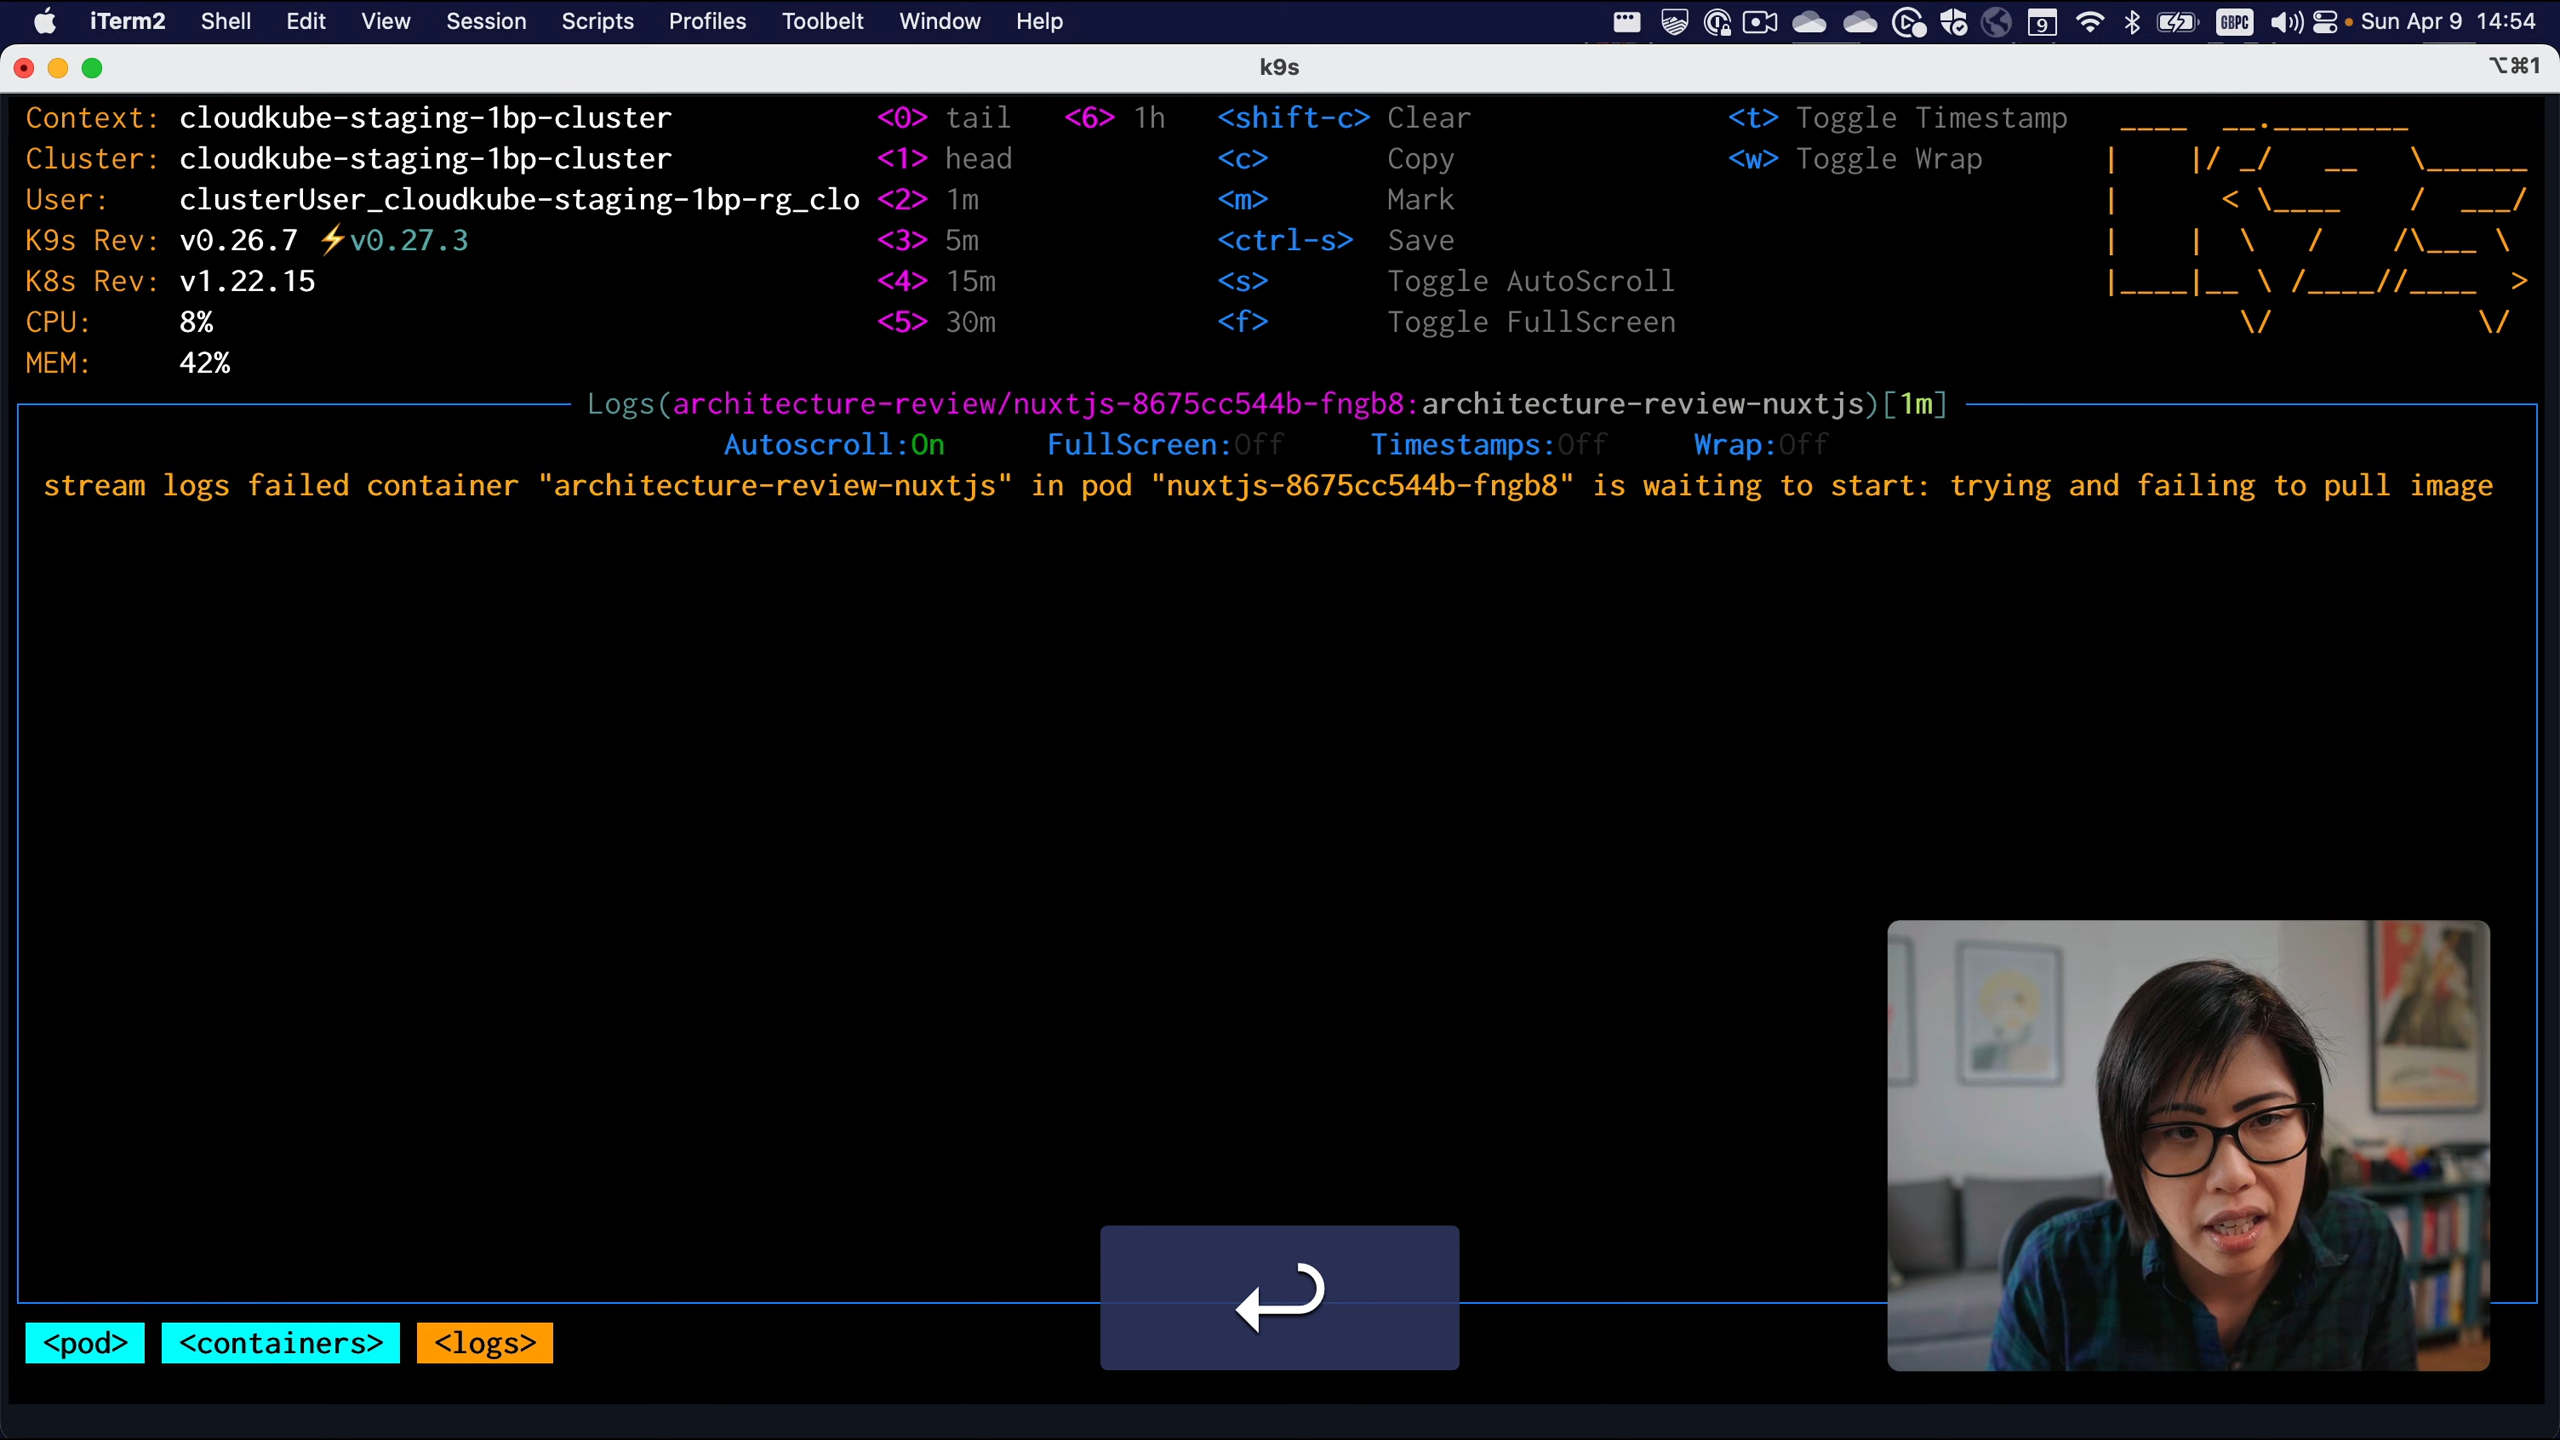 iTerm2 Shell Edit View Session Scripts Profiles Toolbelt Window Help 9 GBPC Sun Apr 9 14:54
k9s ⌥⌘1
Context: cloudkube-staging-1bp-cluster <0> tail <6> 1h <shift-c> Clear <t> Toggle Timestamp
Cluster: cloudkube-staging-1bp-cluster <1> head <c> Copy <w> Toggle Wrap
User: clusterUser_cloudkube-staging-1bp-rg_clo <2> 1m <m> Mark
K9s Rev: v0.26.7 ⚡v0.27.3 <3> 5m <ctrl-s> Save
K8s Rev: v1.22.15 <4> 15m <s> Toggle AutoScroll
CPU: 8% <5> 30m <f> Toggle FullScreen
MEM: 42%
Logs(architecture-review/nuxtjs-8675cc544b-fngb8:architecture-review-nuxtjs)[1m]
Autoscroll:On FullScreen:Off Timestamps:Off Wrap:Off
stream logs failed container "architecture-review-nuxtjs" in pod "nuxtjs-8675cc544b-fngb8" is waiting to start: trying and failing to pull image
<pod> <containers> <logs>